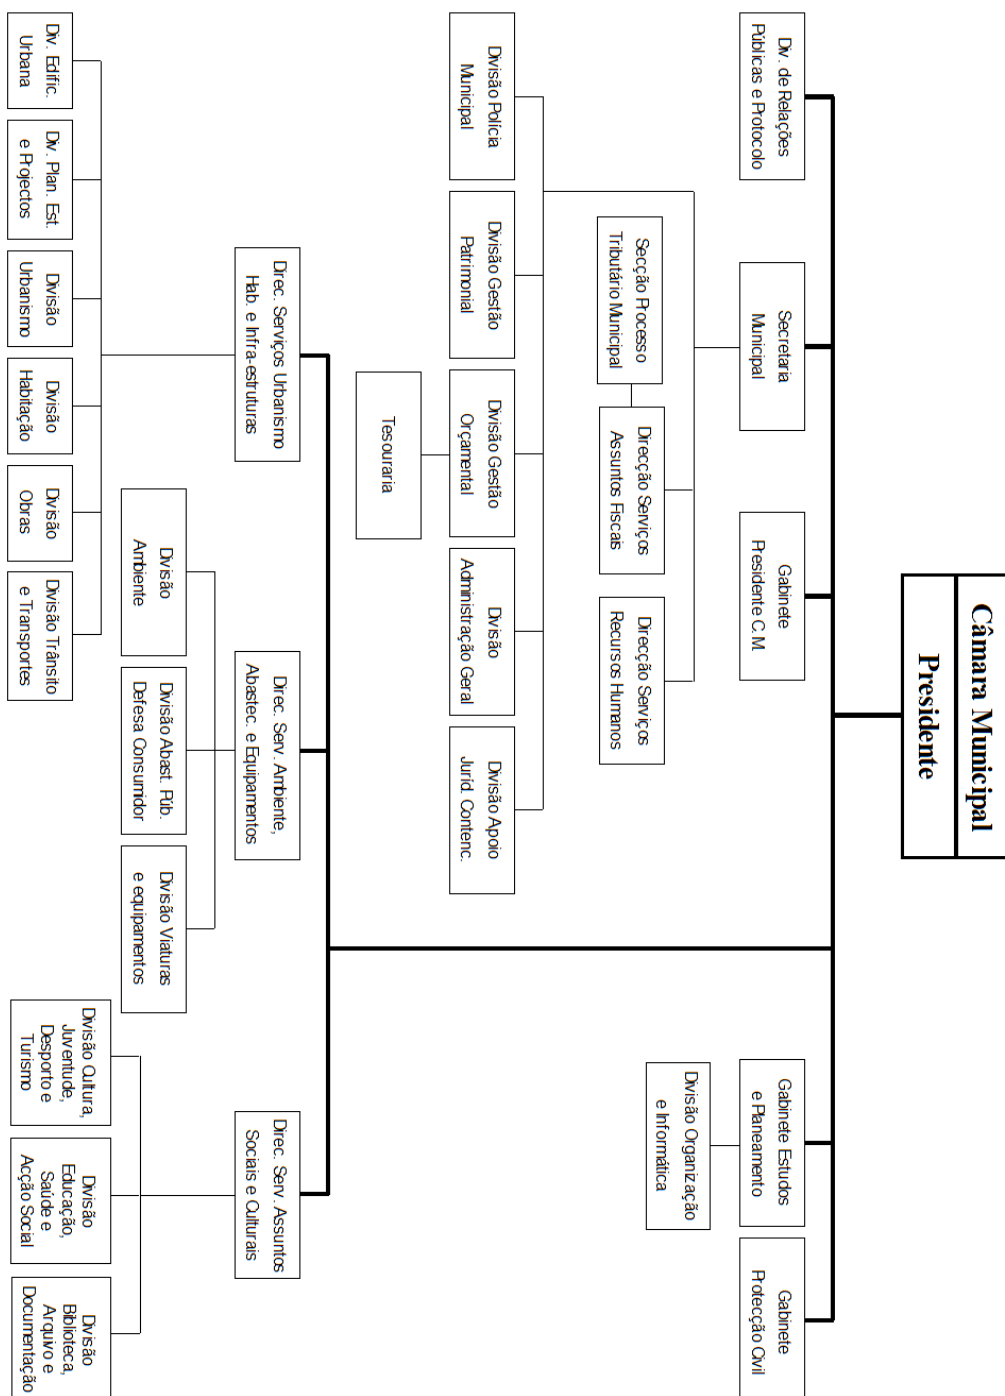 Câmara Municipal
Presidente
Div. de Relações
Públicas e Protocolo
Secretaria
Municipal
Gabinete
Presidente C.M.
Gabinete Estudos
e Planeamento
Gabinete
Protecção Civil
Divisão Organização
e Informática
Secção Processo
Tributário Municipal
Direcção Serviços
Assuntos Fiscais
Direcção Serviços
Recursos Humanos
Divisão Polícia
Municipal
Divisão Gestão
Patrimonial
Divisão Gestão
Orçamental
Divisão
Administração Geral
Divisão Apoio
Juríd. Contenc.
Tesouraria
Direc. Serviços Urbanismo
Hab. e Infra-estruturas
Direc. Serv. Ambiente,
Abastec. e Equipamentos
Direc. Serv. Assuntos
Sociais e Culturais
Divisão
Ambiente
Divisão Abast. Púb.
Defesa Consumidor
Divisão Viaturas
e equipamentos
Div. Edific.
Urbana
Div. Plan. Est.
e Projectos
Divisão
Urbanismo
Divisão
Habitação
Divisão
Obras
Divisão Trânsito
e Transportes
Divisão Cultura,
Juventude,
Desporto e
Turismo
Divisão
Educação,
Saúde e
Acção Social
Divisão
Biblioteca,
Arquivo e
Documentação